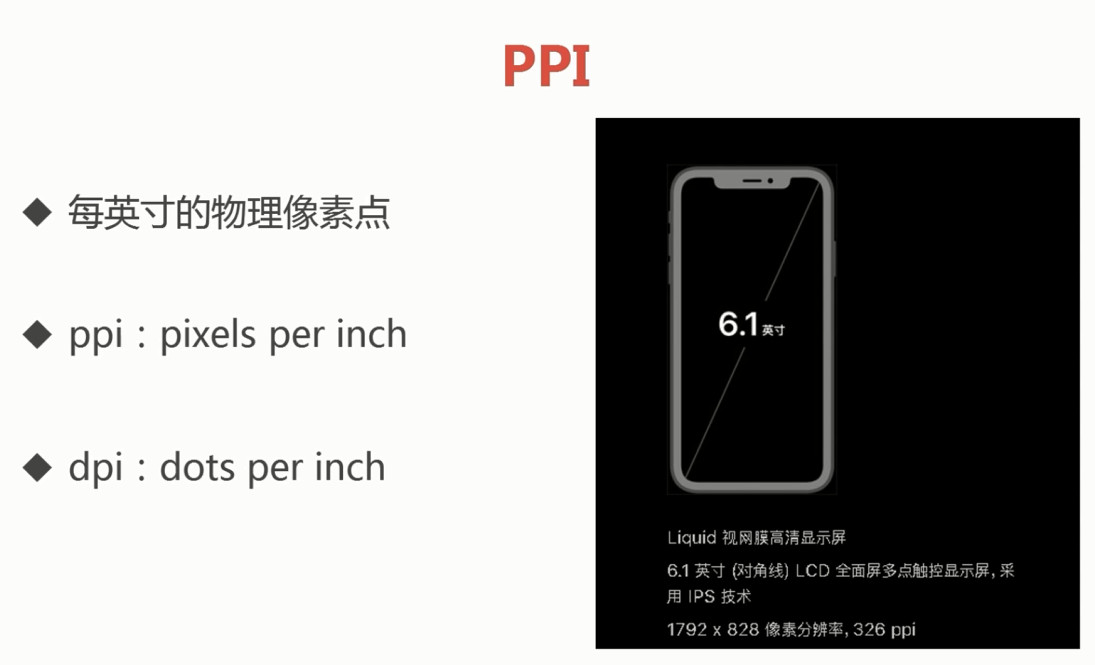 PPI
◆ 每英寸的物理像素点
◆ ppi：pixels per inch
◆ dpi：dots per inch
6.1 英寸
Liquid 视网膜高清显示屏
6.1 英寸 (对角线) LCD 全面屏多点触控显示屏, 采
用 IPS 技术
1792 x 828 像素分辨率, 326 ppi